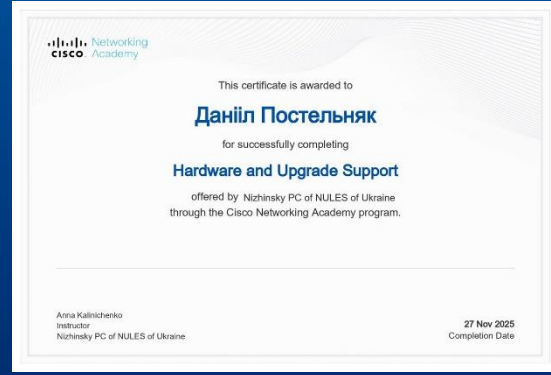 Networking
CISCO. Academy
This certificate is awarded to
Данііл Постельняк
for successfully completing
Hardware and Upgrade Support
offered by Nizhinsky PC of NULES of Ukraine
through the Cisco Networking Academy program.
Anna Kalinichenko
Instructor
Nizhinsky PC of NULES of Ukraine
27 Nov 2025
Completion Date